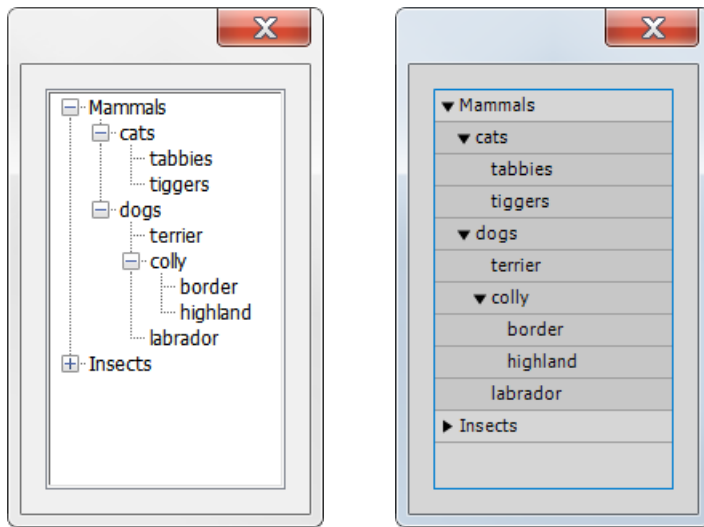 Mammals
cats
tabbies
tiggers
dogs
terrier
colly
border
highland
labrador
Insects
Mammals
cats
tabbies
tiggers
dogs
terrier
colly
border
highland
labrador
Insects